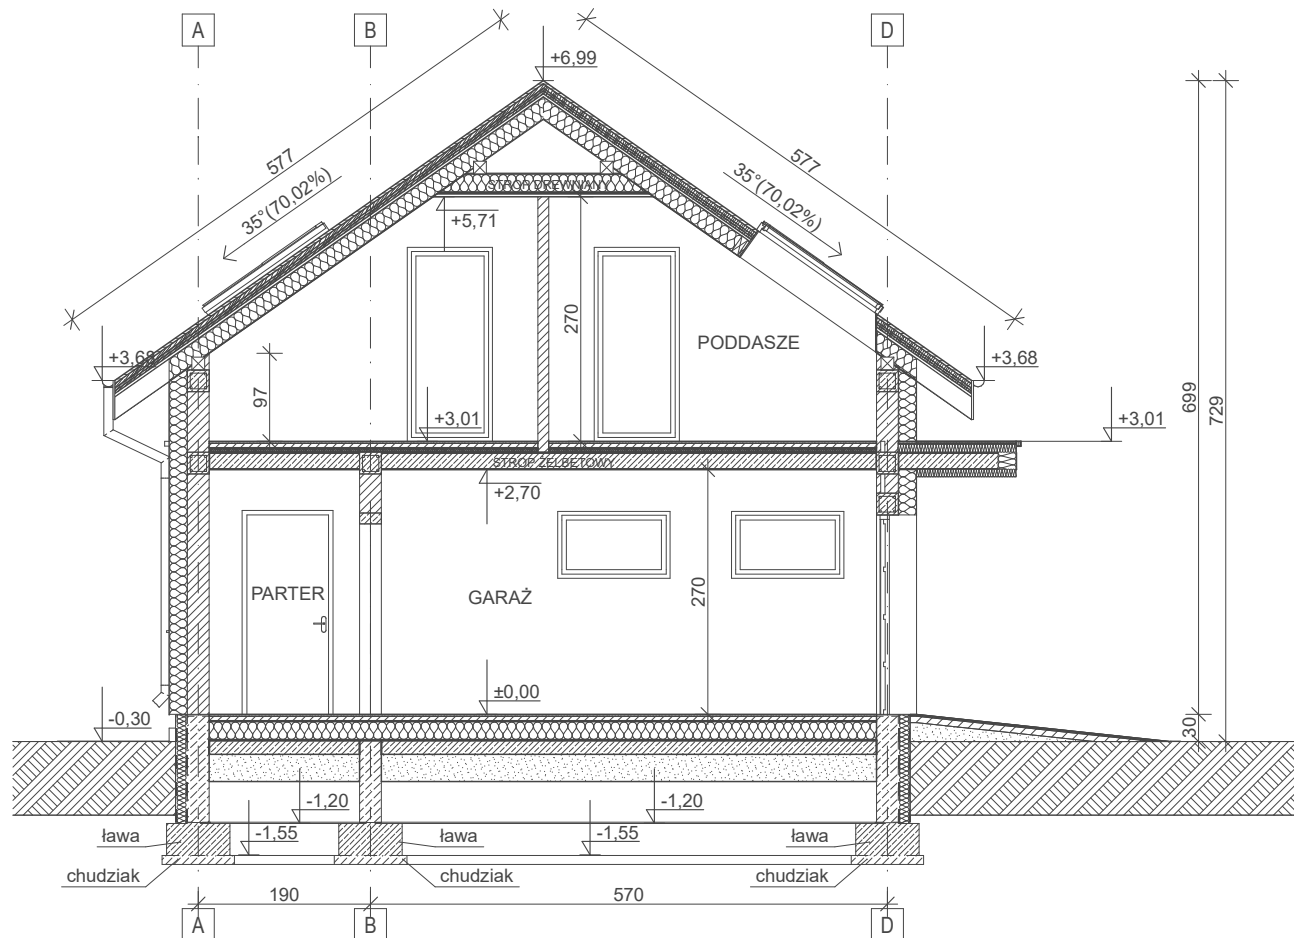 A
B
D
+6,99
577
577
35°(70,02%)
35°(70,02%)
STROP DREWNIANY
+5,71
270
PODDASZE
+3,68
+3,68
97
699
729
+3,01
+3,01
STROP ŻELBETOWY
+2,70
PARTER
GARAŻ
270
±0,00
-0,30
30
-1,20
-1,20
ława
-1,55
ława
-1,55
ława
chudziak
chudziak
chudziak
190
570
A
B
D